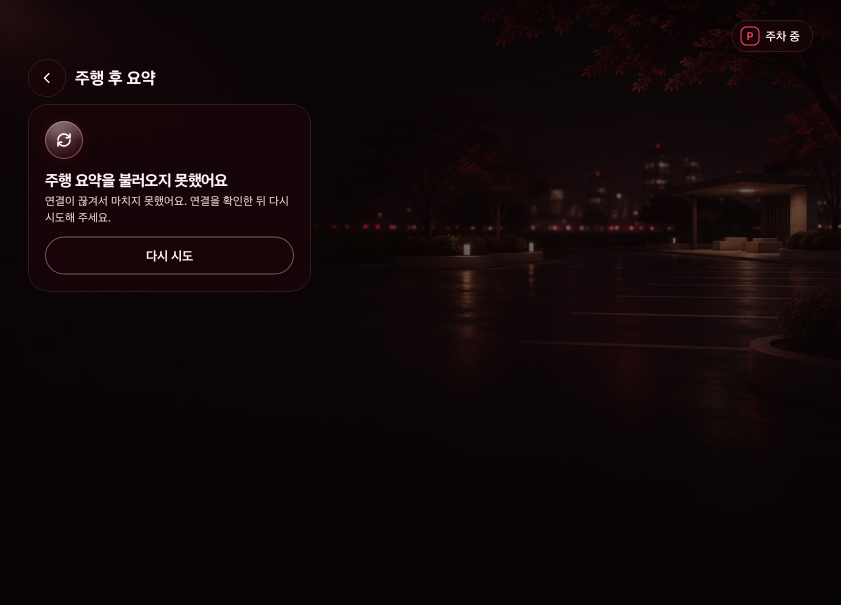 P 주차 중
주행 후 요약
주행 요약을 불러오지 못했어요
연결이 끊겨서 마치지 못했어요. 연결을 확인한 뒤 다시
시도해 주세요.
다시 시도